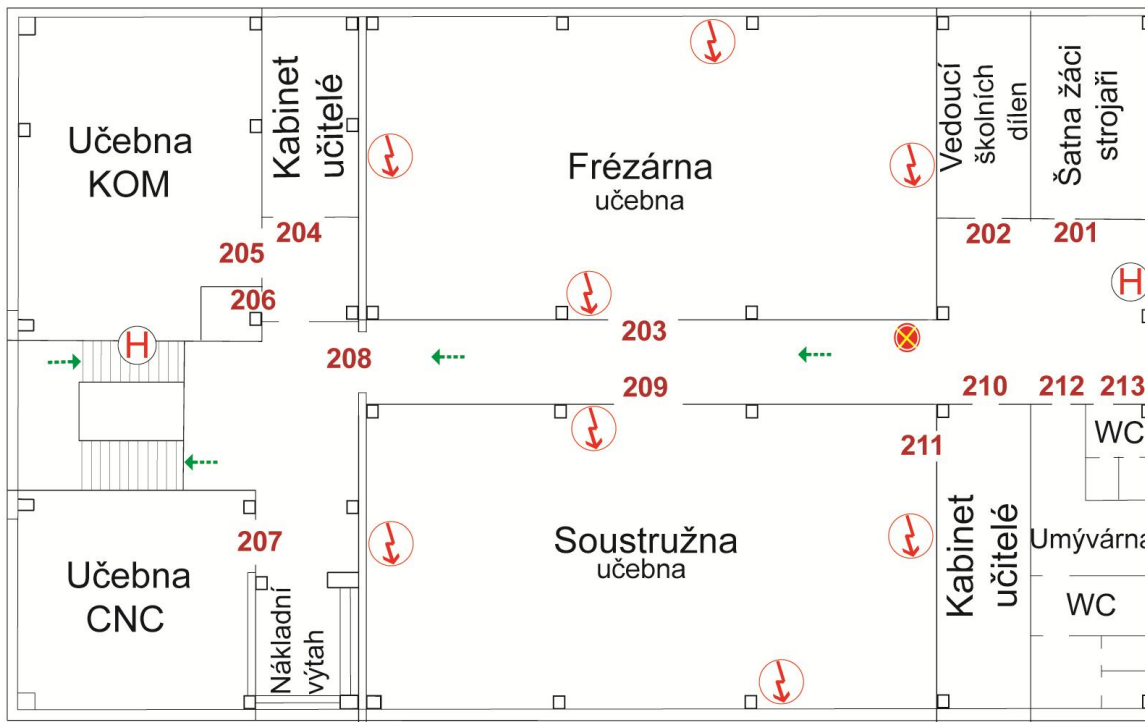 Učebna
KOM
Kabinet
učitelé
Frézárna
učebna
Vedoucí
školních
dílen
Šatna žáci
strojaři
204
205
206
202
201
H
H
203
208
209
210
212
213
211
WC
207
Učebna
CNC
Nákladní
výtah
Soustružna
učebna
Kabinet
učitelé
Umývárna
WC